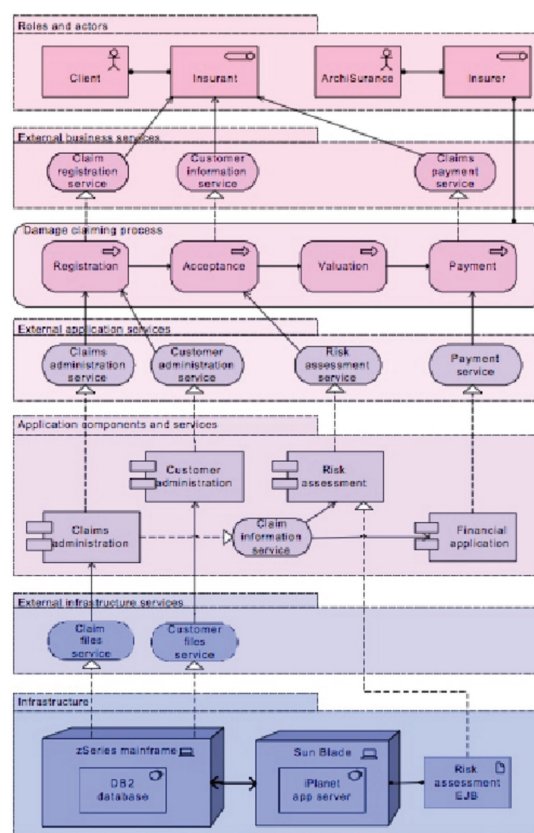 Roles and actors
Client
Insurant
ArchiSurance
Insurer
External business services
Claim
registration
service
Customer
information
service
Claims
payment
service
Damage claiming process
Registration
Acceptance
Valuation
Payment
External application services
Claims
administration
service
Customer
administration
service
Risk
assessment
service
Payment
service
Application components and services
Customer
administration
Risk
assessment
Claims
administration
Claim
information
service
Financial
application
External infrastructure services
Claim
files
service
Customer
files
service
Infrastructure
zSeries mainframe
DB2
database
Sun Blade
iPlanet
app server
Risk
assessment
EJB